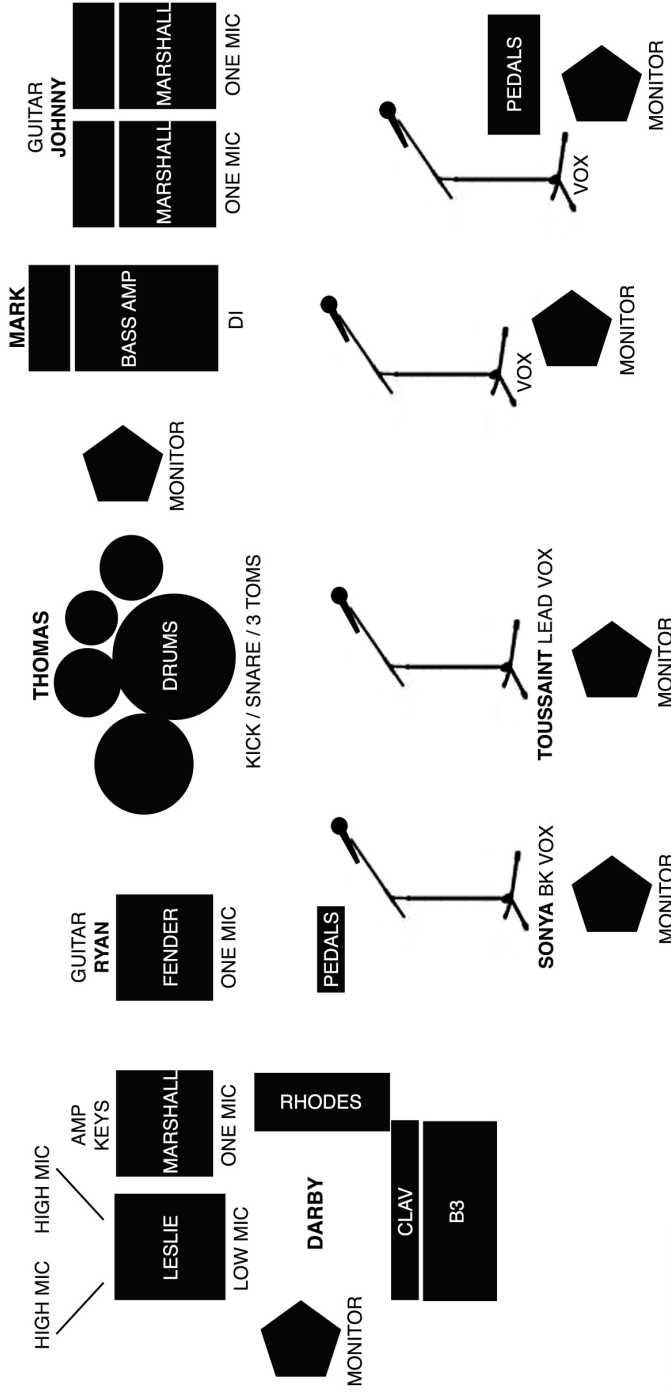 HIGH MIC
HIGH MIC
LESLIE
LOW MIC
AMP
KEYS
MARSHALL
ONE MIC
GUITAR
RYAN
FENDER
ONE MIC
THOMAS
DRUMS
KICK / SNARE / 3 TOMS
MONITOR
MARK
BASS AMP
DI
GUITAR
JOHNNY
MARSHALL
ONE MIC
MARSHALL
ONE MIC
MONITOR
DARBY
RHODES
CLAV
B3
PEDALS
SONYA BK VOX
MONITOR
TOUSSAINT LEAD VOX
MONITOR
VOX
MONITOR
VOX
PEDALS
MONITOR